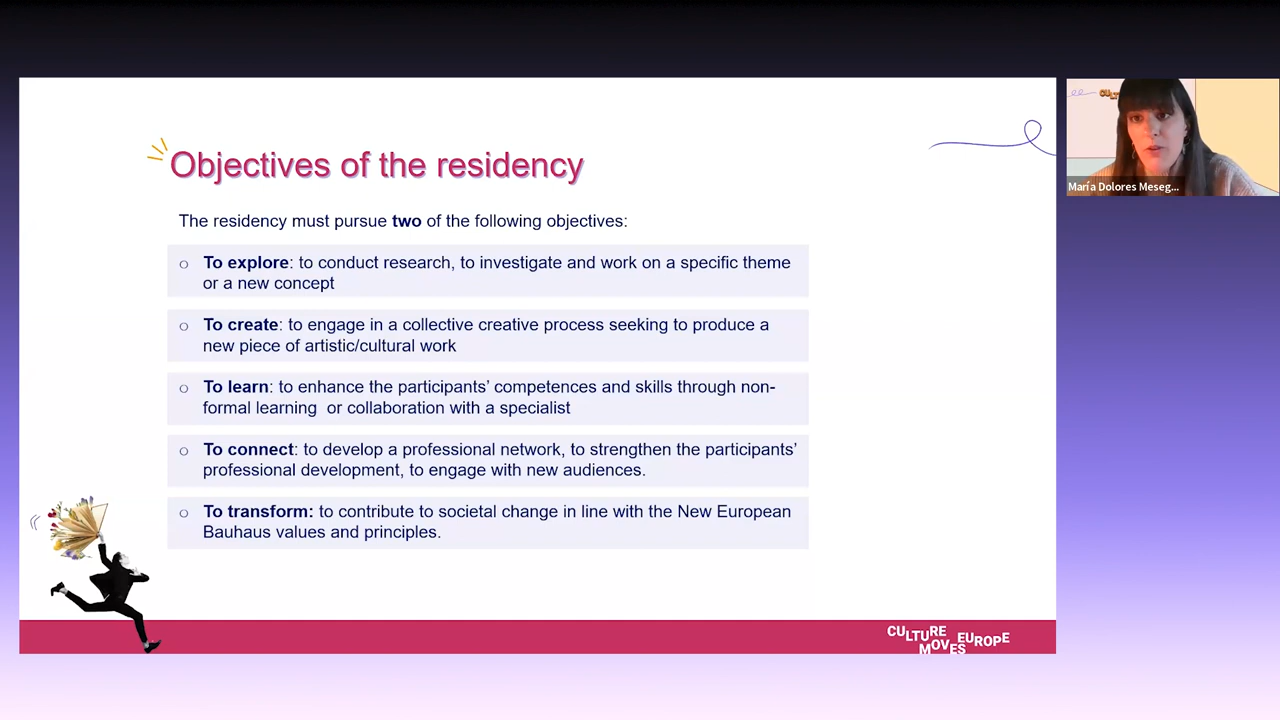 Objectives of the residency
The residency must pursue two of the following objectives:
o To explore: to conduct research, to investigate and work on a specific theme
or a new concept
o To create: to engage in a collective creative process seeking to produce a
new piece of artistic/cultural work
o To learn: to enhance the participants’ competences and skills through non-
formal learning or collaboration with a specialist
o To connect: to develop a professional network, to strengthen the participants’
professional development, to engage with new audiences.
o To transform: to contribute to societal change in line with the New European
Bauhaus values and principles.
CULTURE
MOVES EUROPE
CULT
María Dolores Meseg...